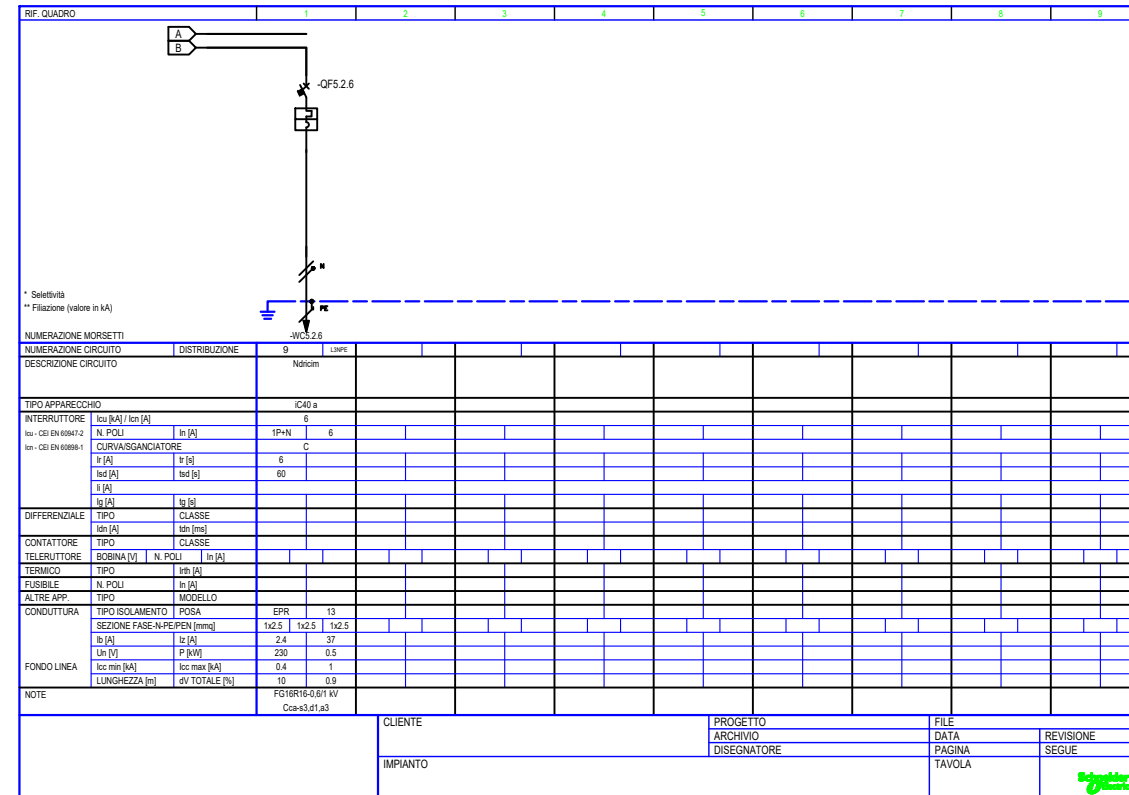 RIF. QUADRO 1 2 3 4 5 6 7 8 9
A
B
-QF5.2.6
N
* Selettività
** Filiazione (valore in kA)
PE
NUMERAZIONE MORSETTI -WC5.2.6
NUMERAZIONE CIRCUITO DISTRIBUZIONE 9 L3NPE
DESCRIZIONE CIRCUITO Ndricim
TIPO APPARECCHIO iC40 a
INTERRUTTORE Icu [kA] / Icn [A] 6
Icu - CEI EN 60947-2 N. POLI In [A] 1P+N 6
Icn - CEI EN 60898-1 CURVA/SGANCIATORE C
Ir [A] tr [s] 6
Isd [A] tsd [s] 60
Ii [A]
Ig [A] tg [s]
DIFFERENZIALE TIPO CLASSE
Idn [A] tdn [ms]
CONTATTORE TIPO CLASSE
TELERUTTORE BOBINA [V] N. POLI In [A]
TERMICO TIPO Irth [A]
FUSIBILE N. POLI In [A]
ALTRE APP. TIPO MODELLO
CONDUTTURA TIPO ISOLAMENTO POSA EPR 13
SEZIONE FASE-N-PE/PEN [mmq] 1x2.5 1x2.5 1x2.5
Ib [A] Iz [A] 2.4 37
Un [V] P [kW] 230 0.5
FONDO LINEA Icc min [kA] Icc max [kA] 0.4 1
LUNGHEZZA [m] dV TOTALE [%] 10 0.9
NOTE FG16R16-0,6/1 kV
Cca-s3,d1,a3
CLIENTE PROGETTO FILE
ARCHIVIO DATA REVISIONE
DISEGNATORE PAGINA SEGUE
IMPIANTO TAVOLA
Schneider
Electric